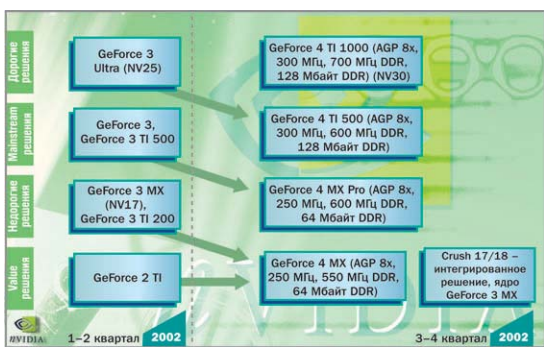 Дорогие
решения
GeForce 3
Ultra (NV25)
GeForce 4 TI 1000 (AGP 8x,
300 МГц, 700 МГц DDR,
128 Мбайт DDR) (NV30)
Mainstream
решения
GeForce 3,
GeForce 3 TI 500
GeForce 4 TI 500 (AGP 8x,
300 МГц, 600 МГц DDR,
128 Мбайт DDR)
Недорогие
решения
GeForce 3 MX
(NV17),
GeForce 3 TI 200
GeForce 4 MX Pro (AGP 8x,
250 МГц, 600 МГц DDR,
64 Мбайт DDR)
Value
решения
GeForce 2 TI
GeForce 4 MX (AGP 8x,
250 МГц, 550 МГц DDR,
64 Мбайт DDR)
Crush 17/18 –
интегрированное
решение, ядро
GeForce 3 MX
NVIDIA
nVIDIA
1–2 квартал 2002
3–4 квартал 2002